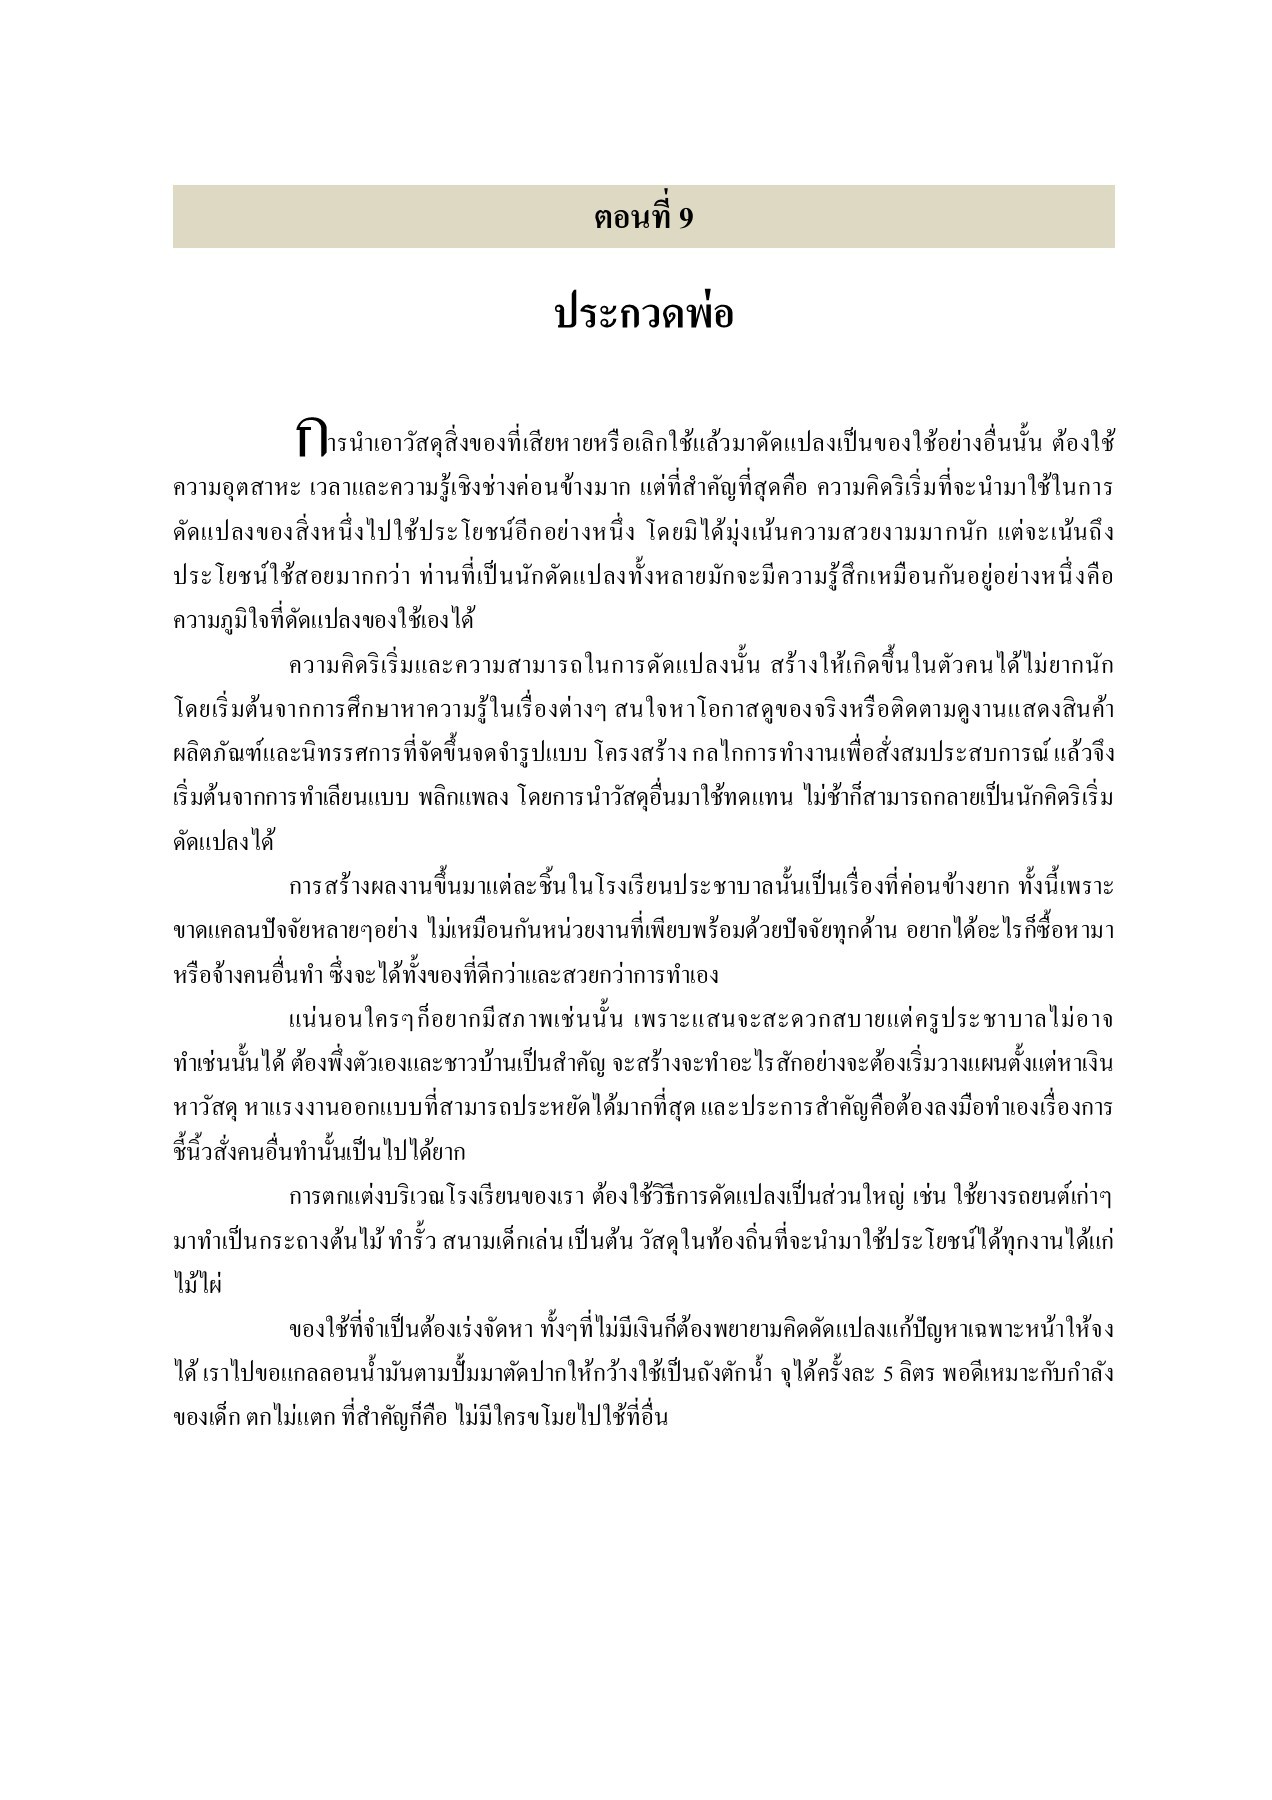 ตอนที่ 9
ประกวดพ่อ
การนำเอาวัสดุสิ่งของที่เสียหายหรือเลิกใช้แล้วมาดัดแปลงเป็นของใช้อย่างอื่นนั้น ต้องใช้
ความอุตสาหะ เวลาและความรู้เชิงช่างค่อนข้างมาก แต่ที่สำคัญที่สุดคือ ความคิดริเริ่มที่จะนำมาใช้ในการ
ดัดแปลงของสิ่งหนึ่งไปใช้ประโยชน์อีกอย่างหนึ่ง โดยมิได้มุ่งเน้นความสวยงามมากนัก แต่จะเน้นถึง
ประโยชน์ใช้สอยมากกว่า ท่านที่เป็นนักดัดแปลงทั้งหลายมักจะมีความรู้สึกเหมือนกันอยู่อย่างหนึ่งคือ
ความภูมิใจที่ดัดแปลงของใช้เองได้
ความคิดริเริ่มและความสามารถในการดัดแปลงนั้น สร้างให้เกิดขึ้นในตัวคนได้ไม่ยากนัก
โดยเริ่มต้นจากการศึกษาหาความรู้ในเรื่องต่างๆ สนใจหาโอกาสดูของจริงหรือติดตามดูงานแสดงสินค้า
ผลิตภัณฑ์และนิทรรศการที่จัดขึ้นจดจำรูปแบบ โครงสร้าง กลไกการทำงานเพื่อสั่งสมประสบการณ์ แล้วจึง
เริ่มต้นจากการทำเลียนแบบ พลิกแพลง โดยการนำวัสดุอื่นมาใช้ทดแทน ไม่ช้าก็สามารถกลายเป็นนักคิดริเริ่ม
ดัดแปลงได้
การสร้างผลงานขึ้นมาแต่ละชิ้นในโรงเรียนประชาบาลนั้นเป็นเรื่องที่ค่อนข้างยาก ทั้งนี้เพราะ
ขาดแคลนปัจจัยหลายๆอย่าง ไม่เหมือนกันหน่วยงานที่เพียบพร้อมด้วยปัจจัยทุกด้าน อยากได้อะไรก็ซื้อหามา
หรือจ้างคนอื่นทำ ซึ่งจะได้ทั้งของที่ดีกว่าและสวยกว่าการทำเอง
แน่นอนใครๆก็อยากมีสภาพเช่นนั้น เพราะแสนจะสะดวกสบายแต่ครูประชาบาลไม่อาจ
ทำเช่นนั้นได้ ต้องพึ่งตัวเองและชาวบ้านเป็นสำคัญ จะสร้างจะทำอะไรสักอย่างจะต้องเริ่มวางแผนตั้งแต่หาเงิน
หาวัสดุ หาแรงงานออกแบบที่สามารถประหยัดได้มากที่สุด และประการสำคัญคือต้องลงมือทำเองเรื่องการ
ชี้นิ้วสั่งคนอื่นทำนั้นเป็นไปได้ยาก
การตกแต่งบริเวณโรงเรียนของเรา ต้องใช้วิธีการดัดแปลงเป็นส่วนใหญ่ เช่น ใช้ยางรถยนต์เก่าๆ
มาทำเป็นกระถางต้นไม้ ทำรั้ว สนามเด็กเล่น เป็นต้น วัสดุในท้องถิ่นที่จะนำมาใช้ประโยชน์ได้ทุกงานได้แก่
ไม้ไผ่
ของใช้ที่จำเป็นต้องเร่งจัดหา ทั้งๆที่ไม่มีเงินก็ต้องพยายามคิดดัดแปลงแก้ปัญหาเฉพาะหน้าให้จง
ได้ เราไปขอแกลลอนน้ำมันตามปั้มมาตัดปากให้กว้างใช้เป็นถังตักน้ำ จุได้ครั้งละ 5 ลิตร พอดีเหมาะกับกำลัง
ของเด็ก ตกไม่แตก ที่สำคัญก็คือ ไม่มีใครขโมยไปใช้ที่อื่น